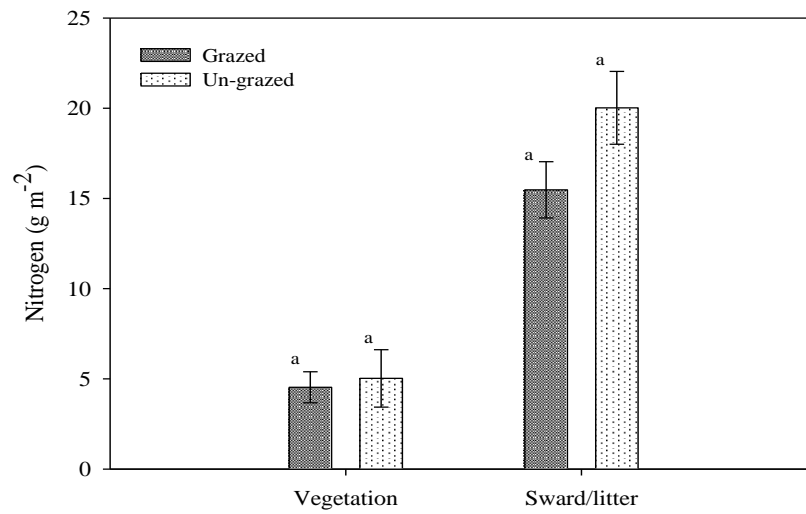 25
20
15
10
5
0
Nitrogen (g m-2)
Grazed
Un-grazed
a
a
a
a
Vegetation
Sward/litter